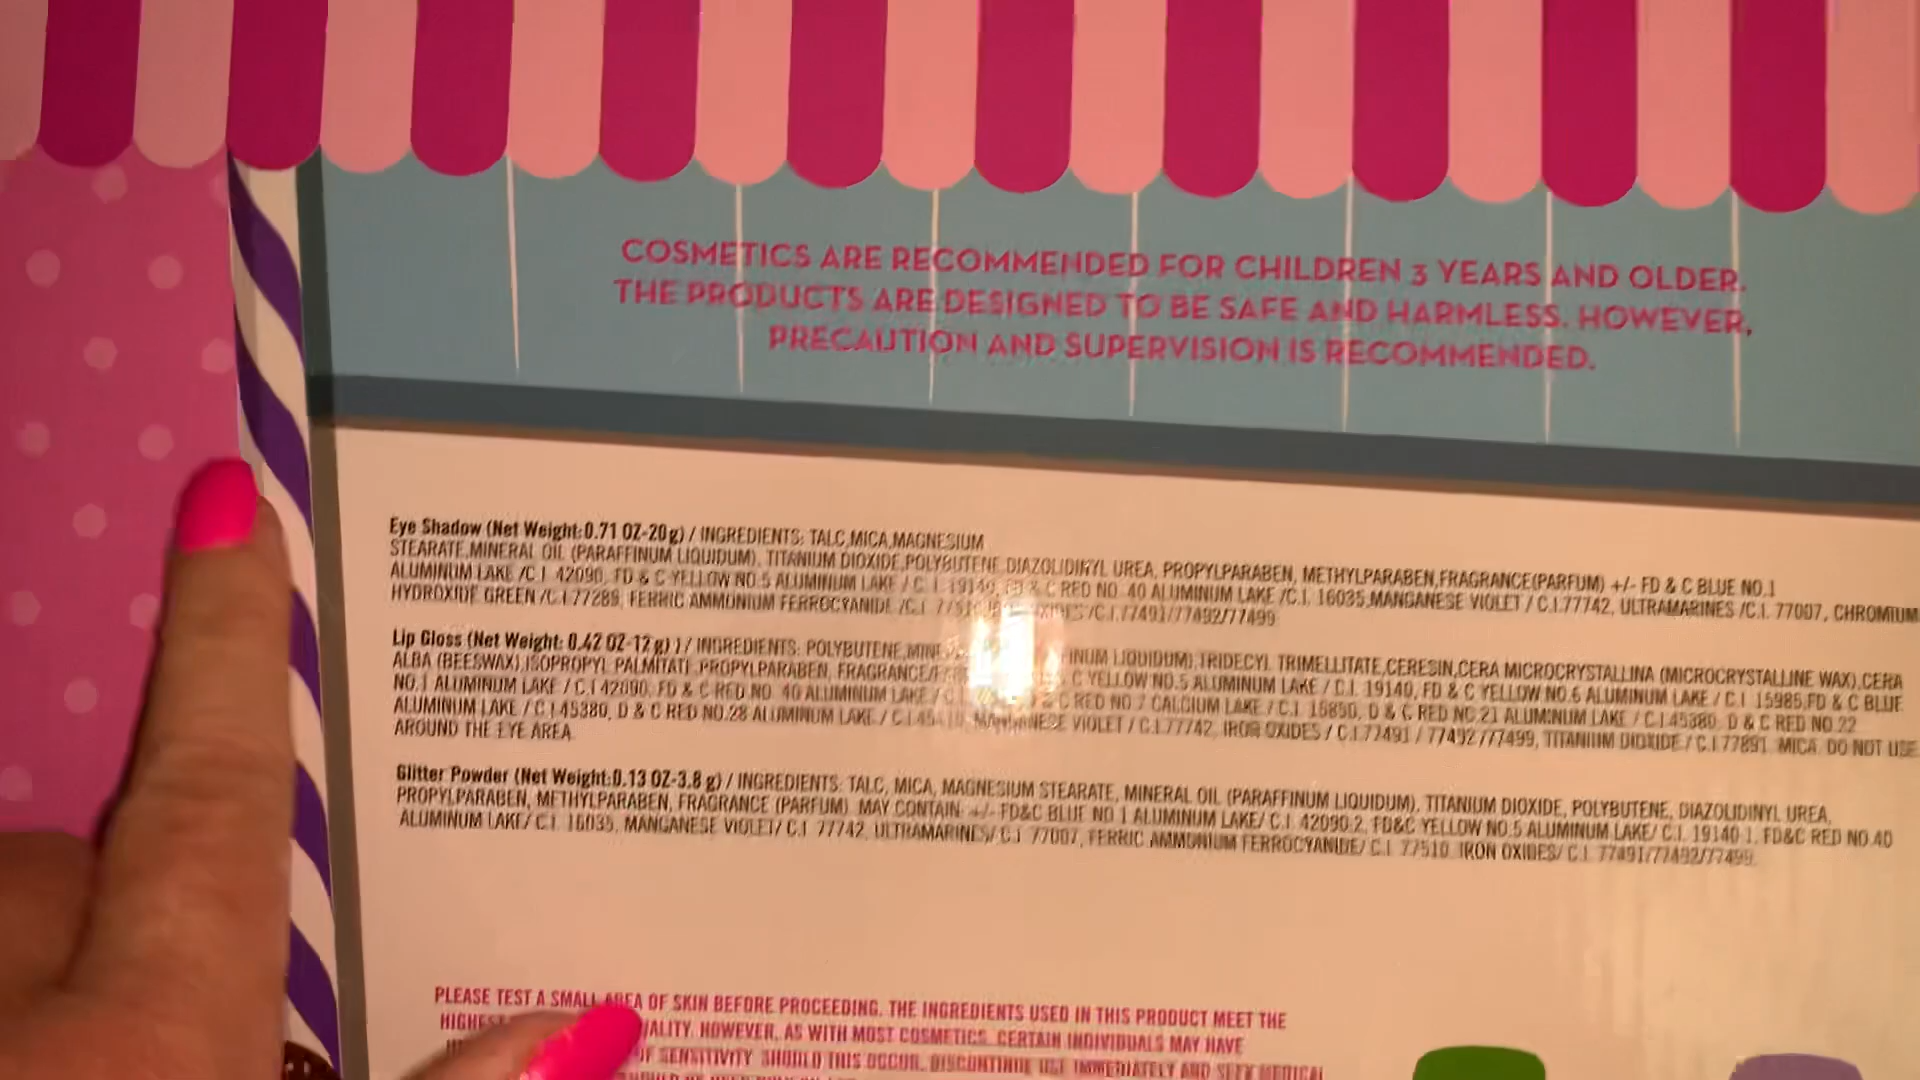 COSMETICS ARE RECOMMENDED FOR CHILDREN 3 YEARS AND OLDER.
THE PRODUCTS ARE DESIGNED TO BE SAFE AND HARMLESS. HOWEVER,
PRECAUTION AND SUPERVISION IS RECOMMENDED.
Eye Shadow (Net Weight:0.71 OZ-20g) / INGREDIENTS: TALC,MICA,MAGNESIUM
STEARATE,MINERAL OIL (PARAFFINUM LIQUIDUM), TITANIUM DIOXIDE,POLYBUTENE,DIAZOLIDINYL UREA, PROPYLPARABEN, METHYLPARABEN,FRAGRANCE(PARFUM) +/- FD & C BLUE NO.1
ALUMINUM LAKE /C.I. 42090, FD & C YELLOW NO.5 ALUMINUM LAKE / C.I. 19140, FD & C RED NO. 40 ALUMINUM LAKE /C.I. 16035,MANGANESE VIOLET / C.I.77742, ULTRAMARINES /C.I. 77007, CHROMIUM
HYDROXIDE GREEN /C.I.77289, FERRIC AMMONIUM FERROCYANIDE /C.I. /C.I.77491/77492/77499
Lip Gloss (Net Weight: 0.42 OZ-12g) ) / INGREDIENTS: POLYBUTENE, LIQUIDUM),TRIDECYL TRIMELLITATE,CERESIN,CERA MICROCRYSTALLINA (MICROCRYSTALLINE WAX),CERA
ALBA (BEESWAX),ISOPROPYL PALMITATE,PROPYLPARABEN, C YELLOW NO.5 ALUMINUM LAKE / C.I. 19140, FD & C YELLOW NO.6 ALUMINUM LAKE / C.I. 15985,FD & C BLUE
NO.1 ALUMINUM LAKE / C.I.42090, FD & C RED NO. 40 ALUMINUM LAKE / C RED NO.7 CALCIUM LAKE / C.I. 15850, D & C RED NO.21 ALUMINUM LAKE / C.I.45380, D & C RED NO.22
ALUMINUM LAKE / C.I.45380, D & C RED NO.28 ALUMINUM LAKE / MANGANESE VIOLET / C.I.77742, IRON OXIDES / C.I.77491 / 77492/77499, TITANIUM DIOXIDE / C.I.77891, MICA. DO NOT USE
AROUND THE EYE AREA.
Glitter Powder (Net Weight:0.13 OZ-3.8 g) / INGREDIENTS: TALC, MICA, MAGNESIUM STEARATE, MINERAL OIL (PARAFFINUM LIQUIDUM), TITANIUM DIOXIDE, POLYBUTENE, DIAZOLIDINYL UREA,
PROPYLPARABEN, METHYLPARABEN, FRAGRANCE (PARFUM). MAY CONTAIN: +/- FD&C BLUE NO 1 ALUMINUM LAKE/ C.I. 42090:2, FD&C YELLOW NO.5 ALUMINUM LAKE/ C.I. 19140:1, FD&C RED NO.40
ALUMINUM LAKE/ C.I. 16035, MANGANESE VIOLET/ C.I. 77742, ULTRAMARINES/ C.I. 77007, FERRIC AMMONIUM FERROCYANIDE/ C.I. 77510, IRON OXIDES/ C.I. 77491/77492/77499.
PLEASE TEST A SMALL AREA OF SKIN BEFORE PROCEEDING. THE INGREDIENTS USED IN THIS PRODUCT MEET THE
HOWEVER, AS WITH MOST COSMETICS, CERTAIN INDIVIDUALS MAY HAVE
OF SENSITIVITY. SHOULD THIS OCCUR, DISCONTINUE USE IMMEDIATELY AND SEEK MEDICAL